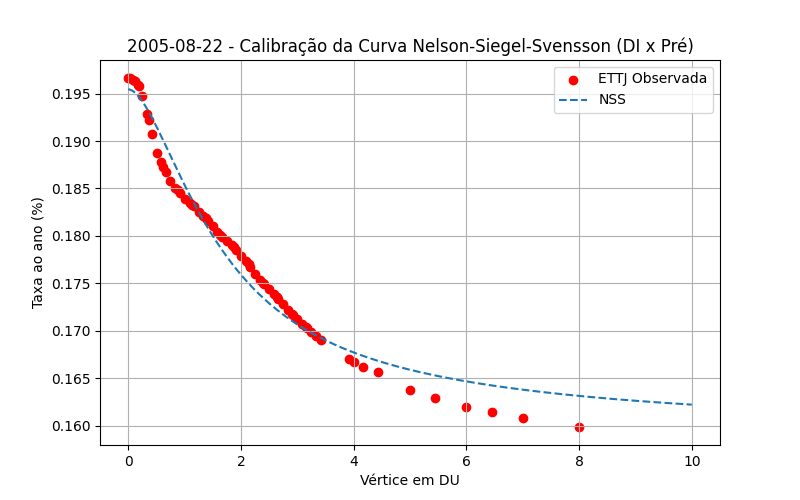 2005-08-22 - Calibração da Curva Nelson-Siegel-Svensson (DI x Pré)
ETTJ Observada
NSS
Taxa ao ano (%)
0.195
0.190
0.185
0.180
0.175
0.170
0.165
0.160
0 2 4 6 8 10
Vértice em DU